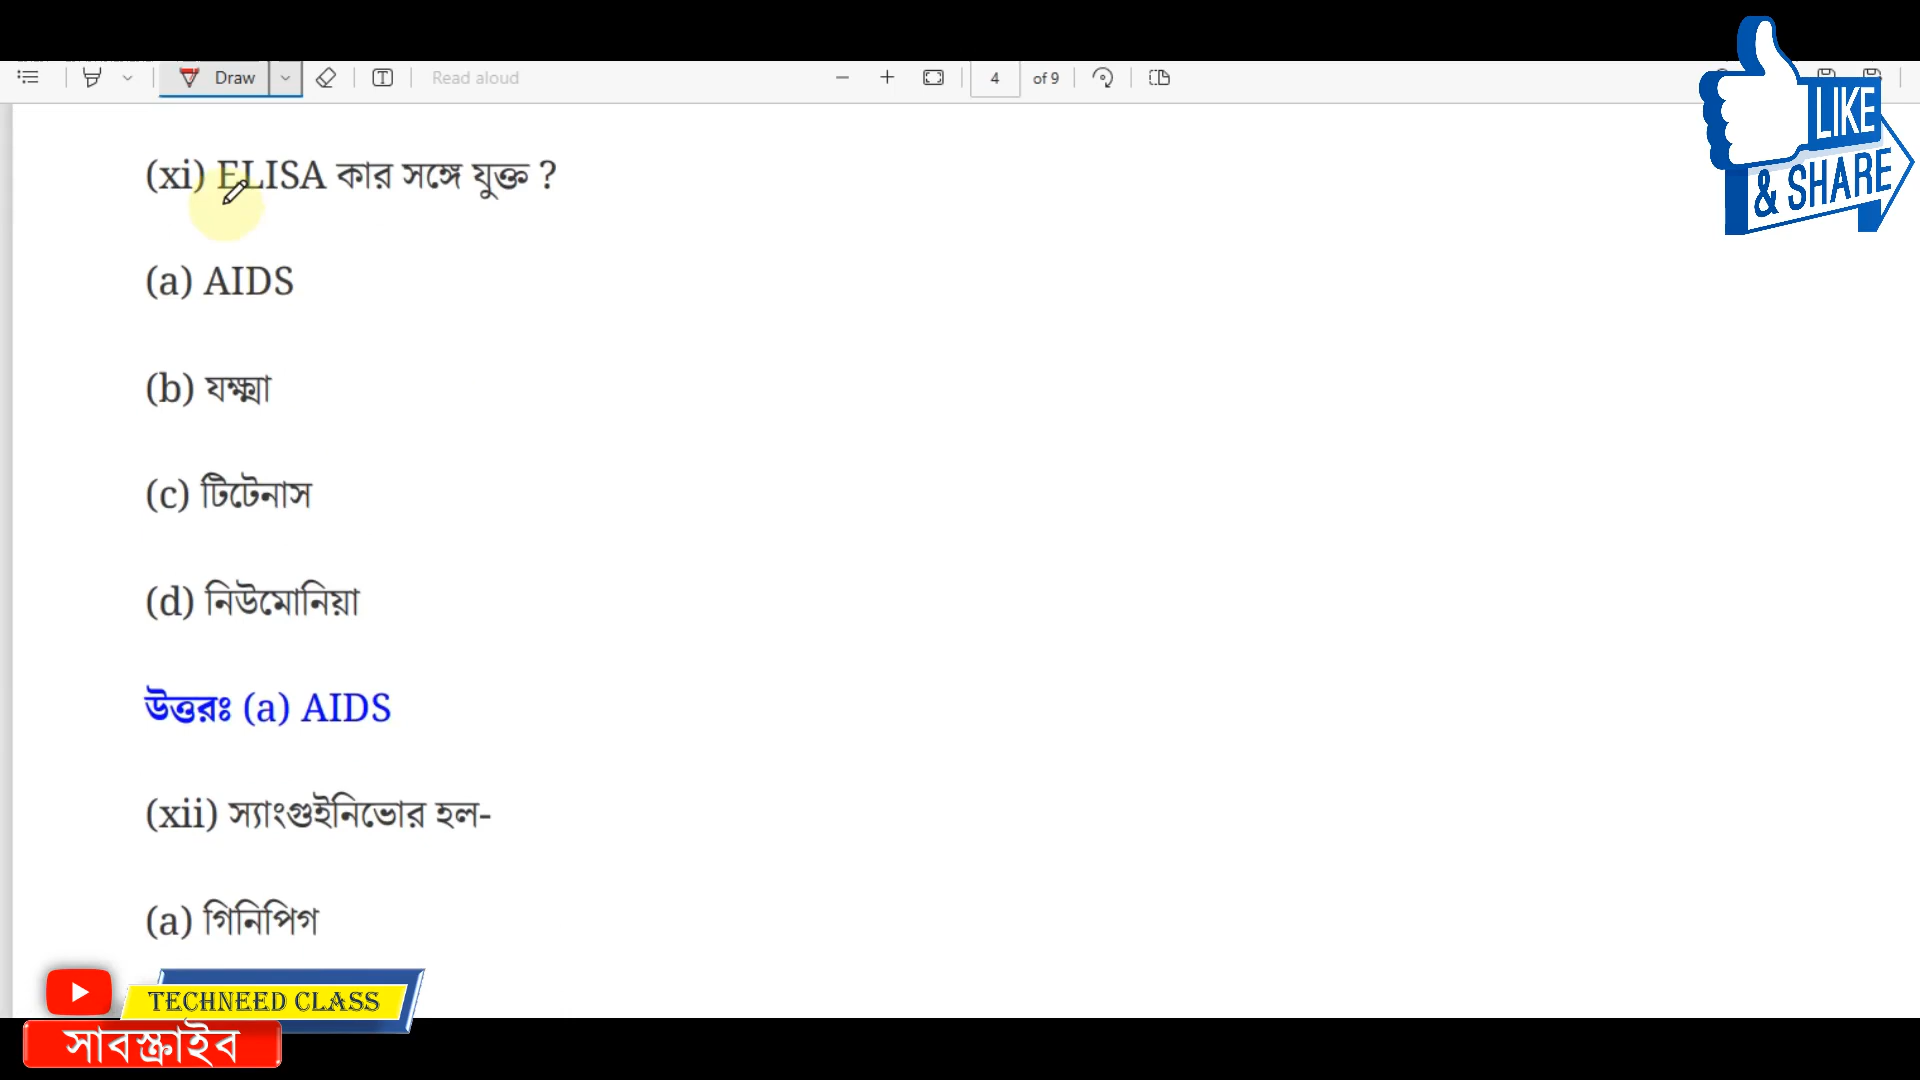 Draw
Read aloud
4 of 9
LIKE
& SHARE
(xi) ELISA কার সঙ্গে যুক্ত ?
(a) AIDS
(b) যক্ষ্মা
(c) টিটেনাস
(d) নিউমোনিয়া
উত্তরঃ (a) AIDS
(xii) স্যাংগুইনিভোর হল-
(a) গিনিপিগ
TECHNEED CLASS
সাবস্ক্রাইব